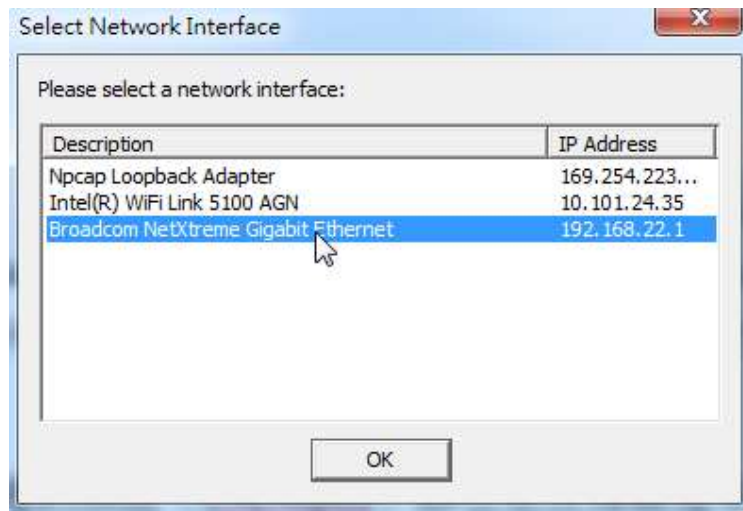 Select Network Interface
Please select a network interface:
Description IP Address
Npcap Loopback Adapter 169.254.223...
Intel(R) WiFi Link 5100 AGN 10.101.24.35
Broadcom NetXtreme Gigabit Ethernet 192.168.22.1
OK